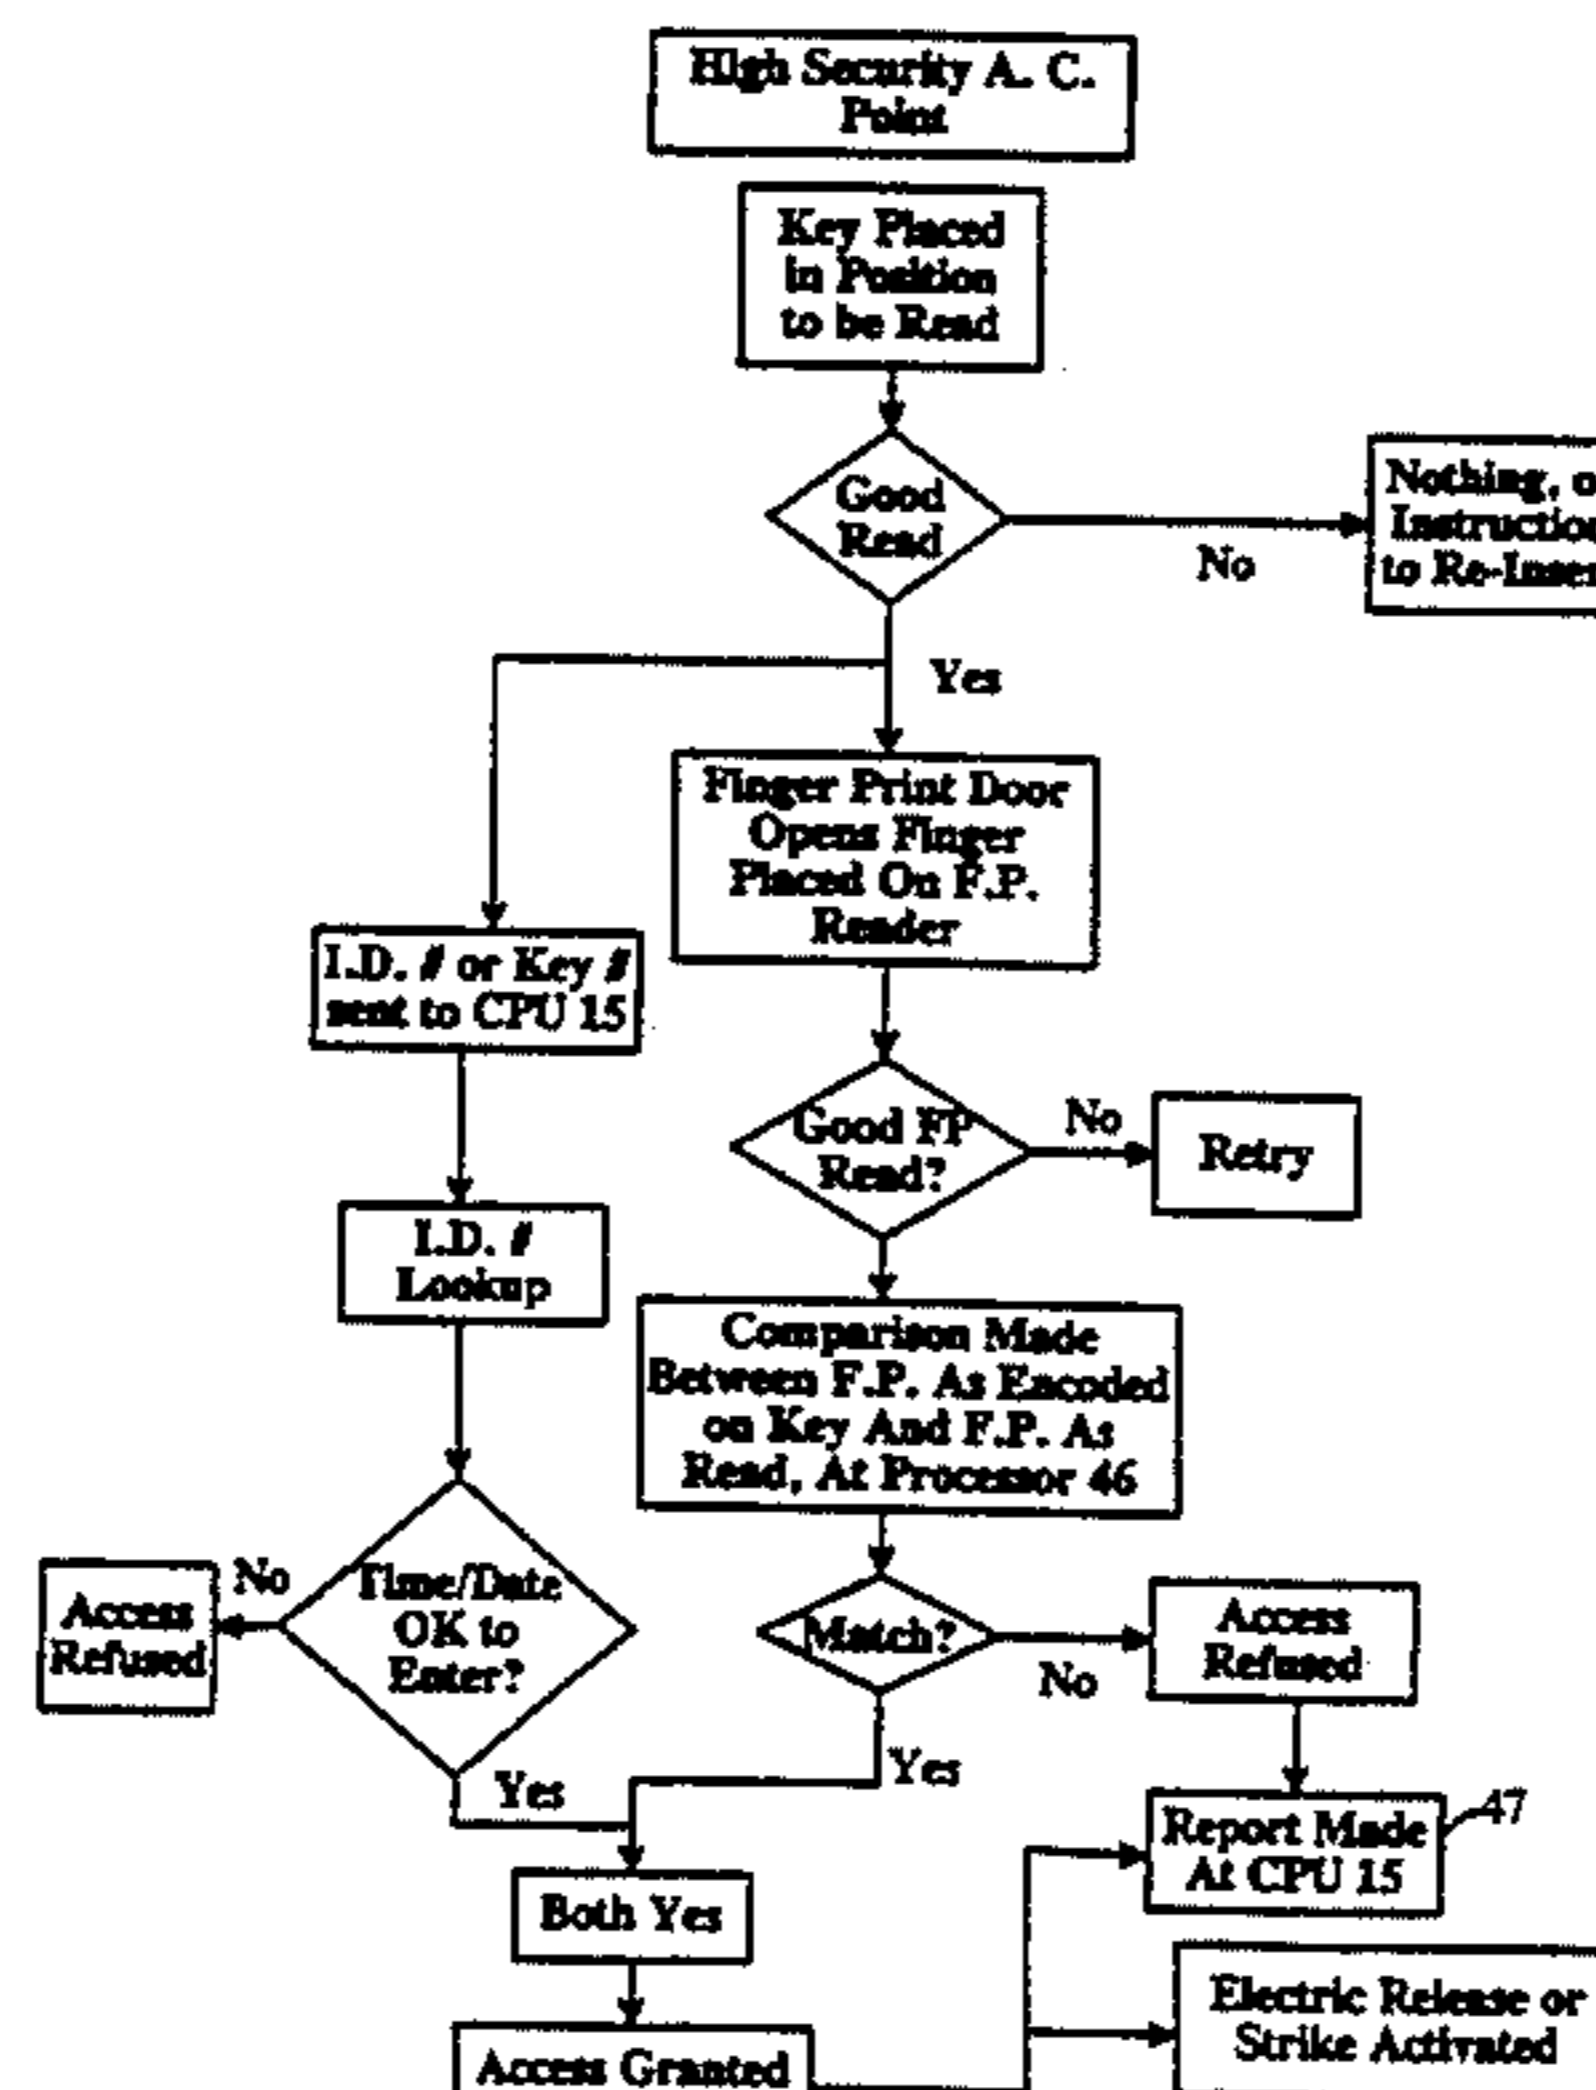 High Security A. C.
Point
Key Placed
in Position
to be Read
Good
Read
No
Nothing,
Instruction
to Re-Inser
Yes
Finger Print Door
Opens Finger
Placed On F.P.
Reader
I.D. # or Key #
sent to CPU 15
Good FP
Read?
No
Retry
I.D. #
Lookup
Comparison Made
Between F.P. As Encoded
on Key And F.P. As
Read, At Processor 46
Time/Date
OK to
Enter?
No
Access
Refused
Match?
No
Access
Refused
Yes
Yes
Report Made
At CPU 15
47
Both Yes
Electric Release or
Strike Activated
Access Granted